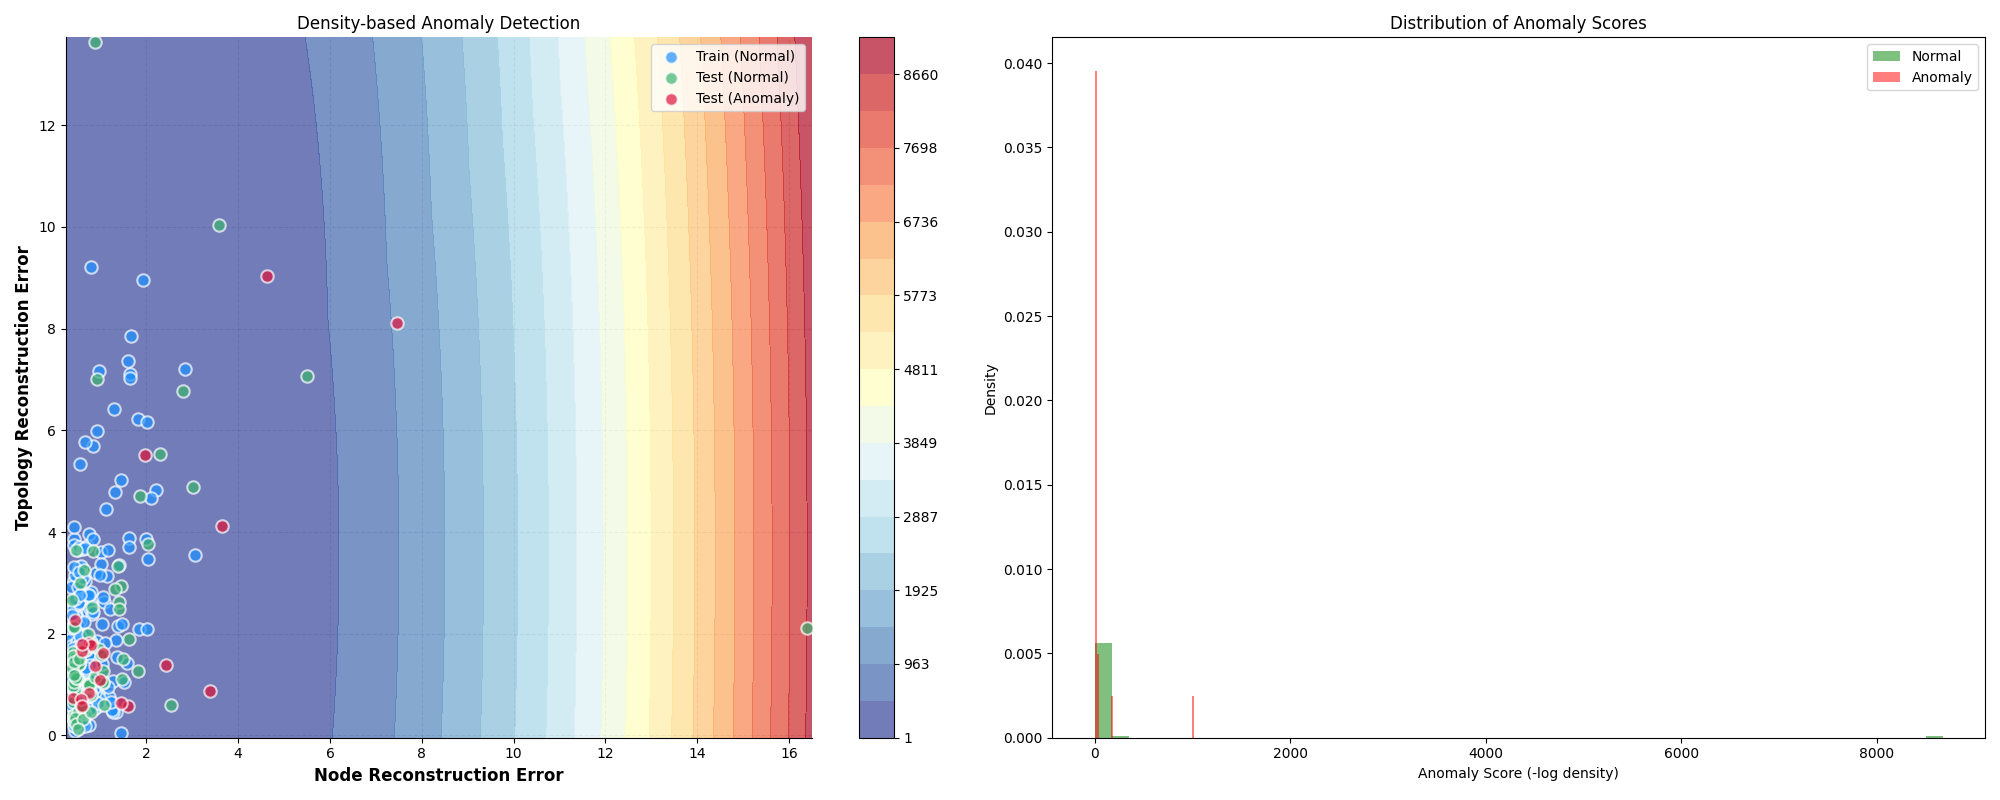 Density-based Anomaly Detection
Train (Normal)
Test (Normal)
Test (Anomaly)
Topology Reconstruction Error
12
10
8
6
4
2
0
2 4 6 8 10 12 14 16
Node Reconstruction Error
8660
7698
6736
5773
4811
3849
2887
1925
963
1
Distribution of Anomaly Scores
Normal
Anomaly
Density
0.040
0.035
0.030
0.025
0.020
0.015
0.010
0.005
0.000
0 2000 4000 6000 8000
Anomaly Score (-log density)